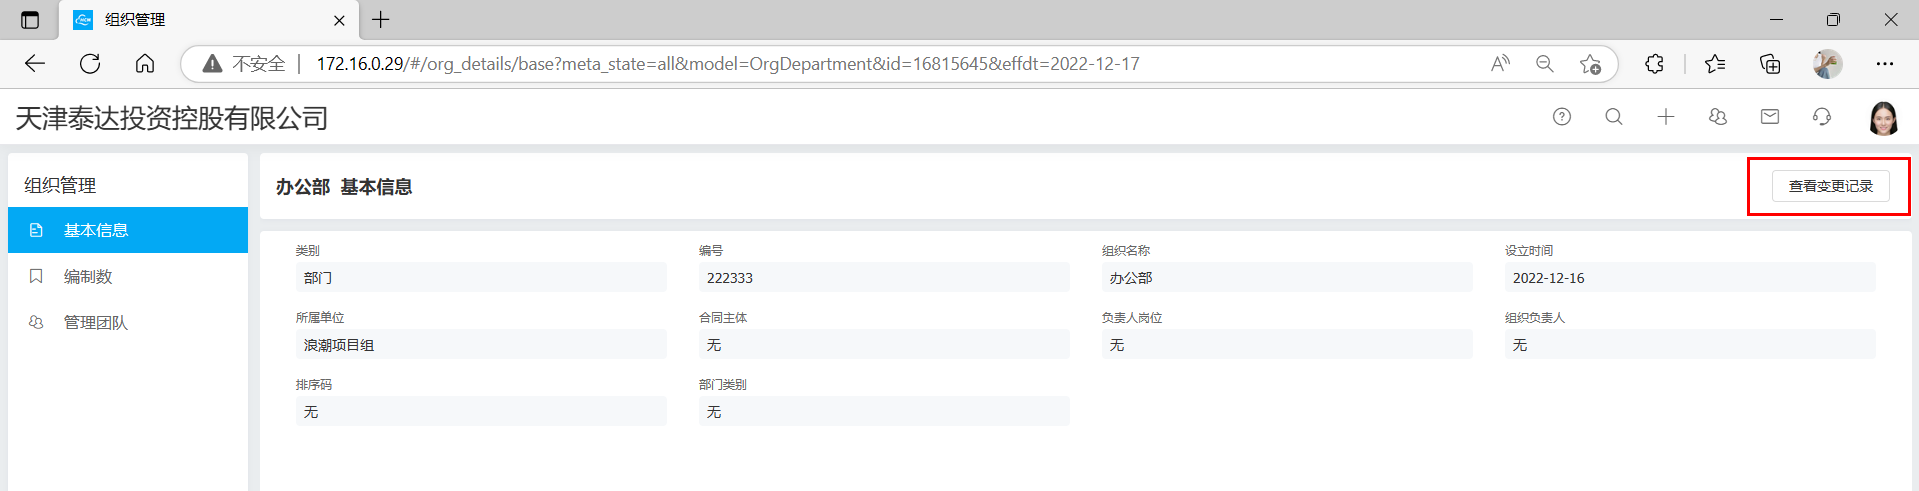 组织管理
不安全 | 172.16.0.29/#/org_details/base?meta_state=all&model=OrgDepartment&id=16815645&effdt=2022-12-17
天津泰达投资控股有限公司
组织管理
基本信息
编制数
管理团队
办公部 基本信息
查看变更记录
类别
编号
组织名称
设立时间
部门
222333
办公部
2022-12-16
所属单位
合同主体
负责人岗位
组织负责人
浪潮项目组
无
无
无
排序码
部门类别
无
无